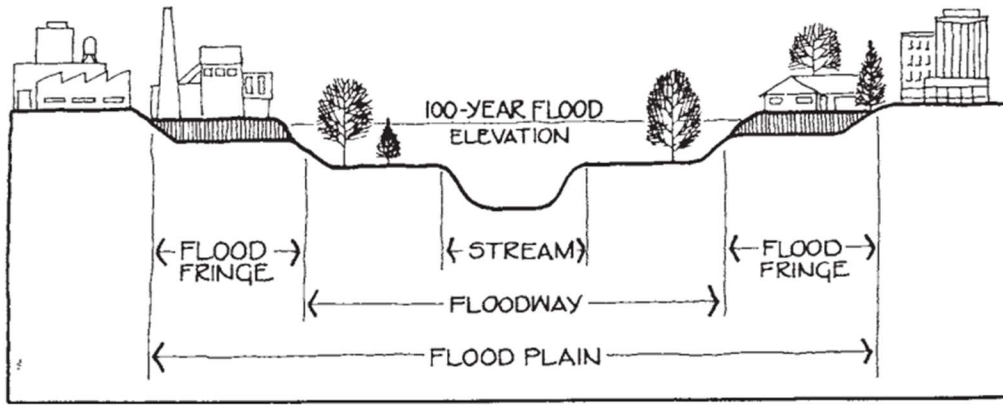 100-YEAR FLOOD
ELEVATION
FLOOD
FRINGE
STREAM
FLOOD
FRINGE
FLOODWAY
FLOOD PLAIN